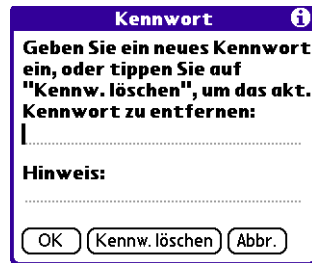 Kennwort
Geben Sie ein neues Kennwort
ein, oder tippen Sie auf
"Kennw. löschen", um das akt.
Kennwort zu entfernen:
Hinweis:
OK Kennw. löschen Abbr.